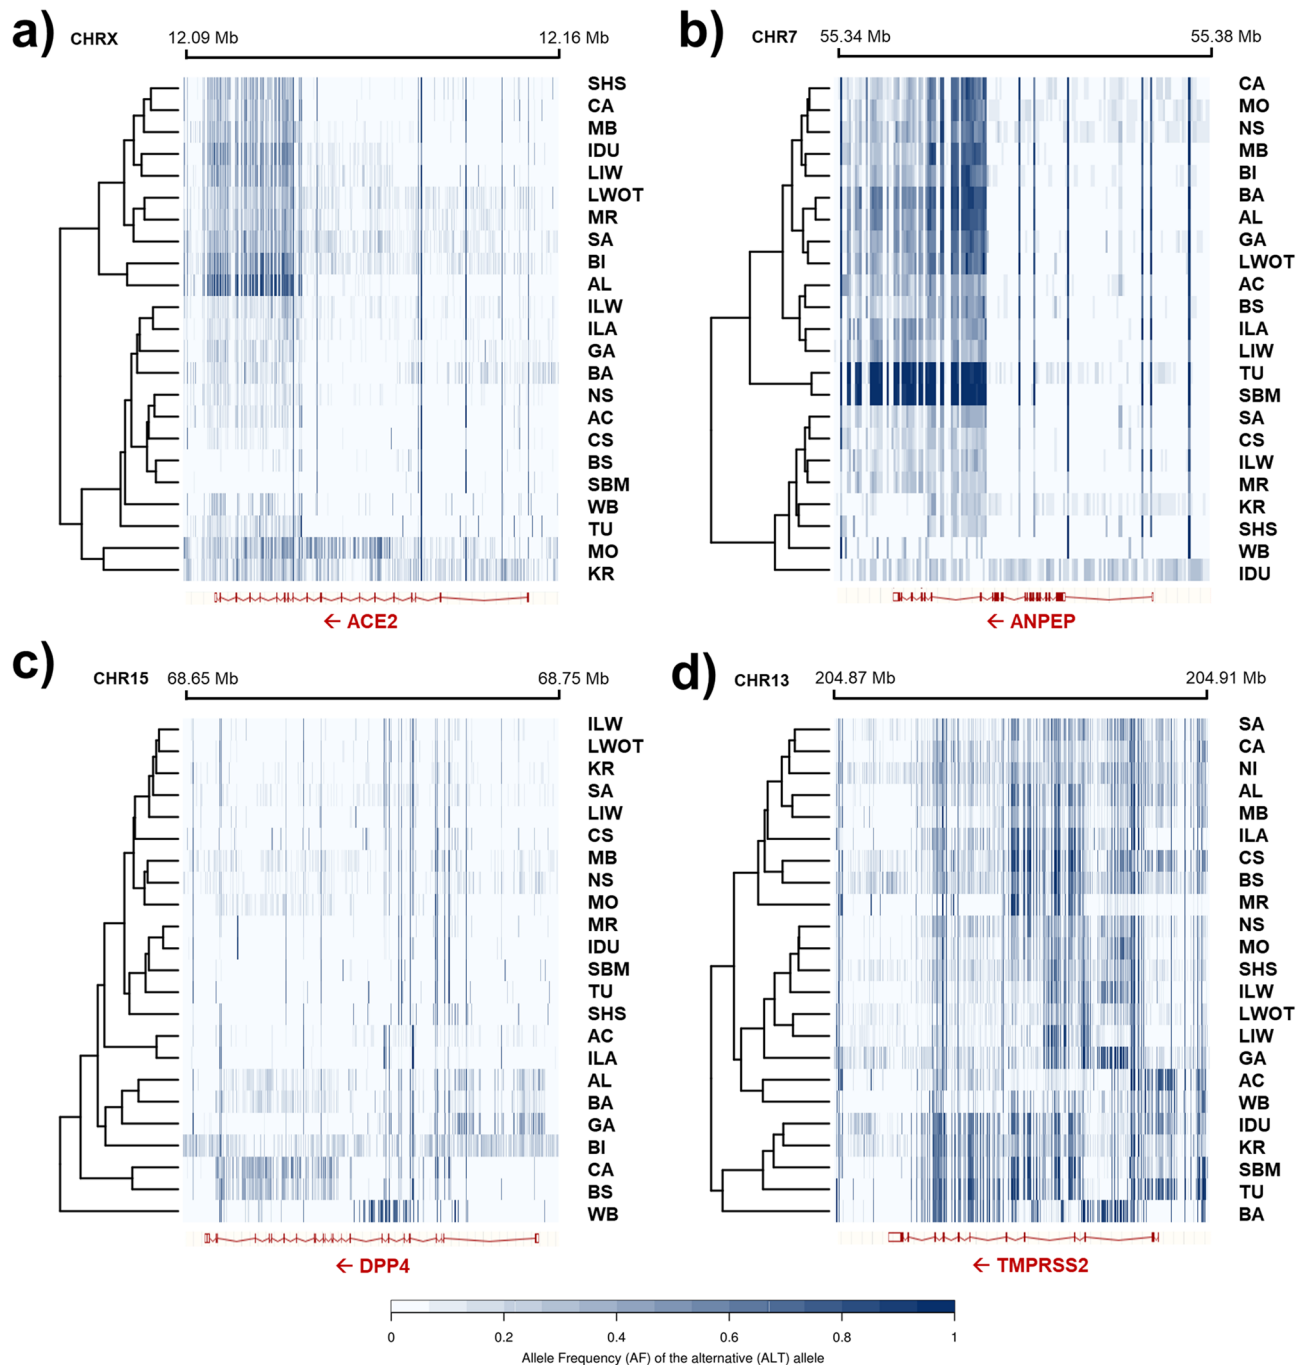 a)
CHRX
12.09 Mb
12.16 Mb
SHS
CA
MB
IDU
LIW
LWOT
MR
SA
BI
AL
ILW
ILA
GA
BA
NS
AC
CS
BS
SBM
WB
TU
MO
KR
← ACE2
b)
CHR7
55.34 Mb
55.38 Mb
CA
MO
NS
MB
BI
BA
AL
GA
LWOT
AC
BS
ILA
LIW
TU
SBM
SA
CS
ILW
MR
KR
SHS
WB
IDU
← ANPEP
c)
CHR15
68.65 Mb
68.75 Mb
ILW
LWOT
KR
SA
LIW
CS
MB
NS
MO
MR
IDU
SBM
TU
SHS
AC
ILA
AL
BA
GA
BI
CA
BS
WB
← DPP4
d)
CHR13
204.87 Mb
204.91 Mb
SA
CA
NI
AL
MB
ILA
CS
BS
MR
NS
MO
SHS
ILW
LWOT
LIW
GA
AC
WB
IDU
KR
SBM
TU
BA
← TMPRSS2
0 0.2 0.4 0.6 0.8 1
Allele Frequency (AF) of the alternative (ALT) allele